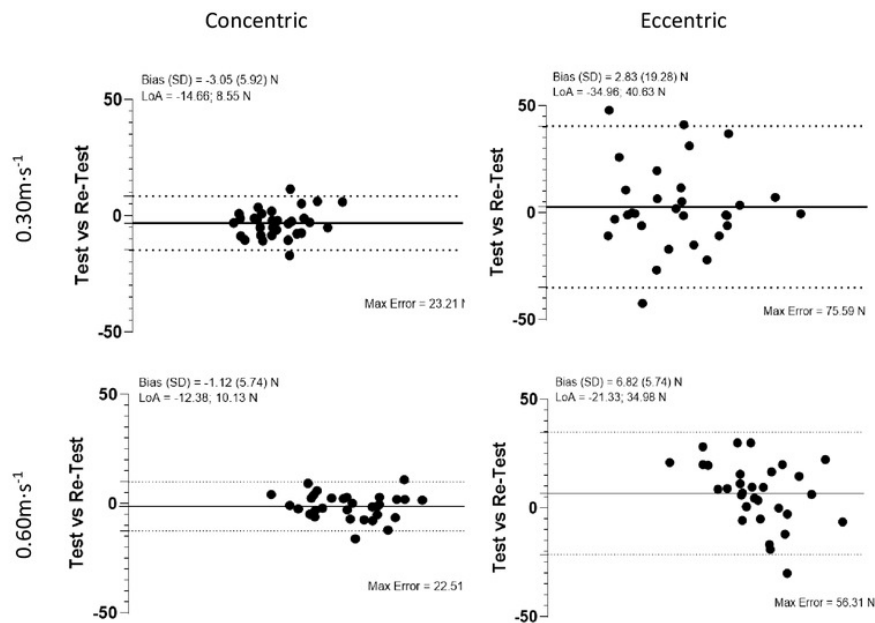 Concentric
Eccentric
0.30m·s⁻¹
Bias (SD) = -3.05 (5.92) N
LoA = -14.66; 8.55 N
50
0
-50
Test vs Re-Test
Max Error = 23.21
Bias (SD) = 2.83 (19.28) N
LoA = -34.96; 40.63 N
50
0
-50
Test vs Re-Test
Max Error = 75.59 N
0.60m·s⁻¹
Bias (SD) = -1.12 (5.74) N
LoA = -12.38; 10.13 N
50
0
-50
Test vs Re-Test
Max Error = 22.51
Bias (SD) = 6.82 (5.74) N
LoA = -21.33; 34.98 N
50
0
-50
Test vs Re-Test
Max Error = 56.31 N